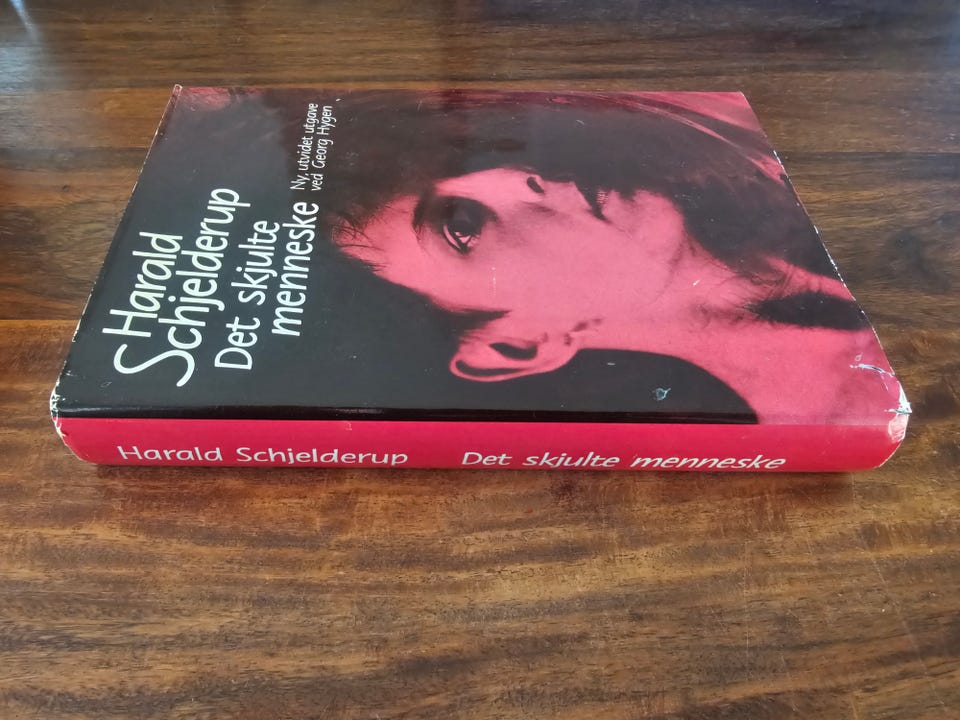 Harald
Schjelderup
Det skjulte
menneske
Ny, utvidet utgave
ved Georg Hygen
Harald Schjelderup Det skjulte menneske